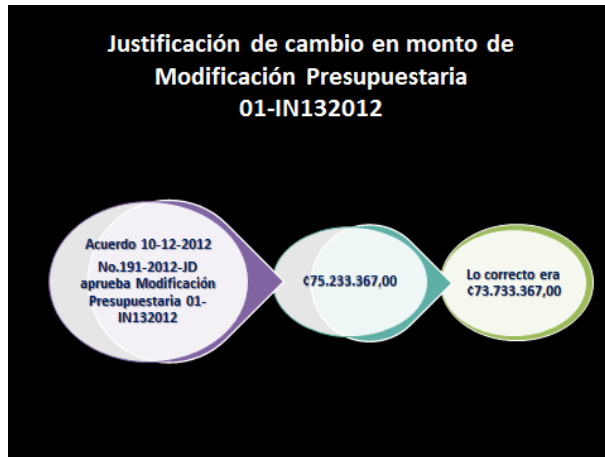 Justificación de cambio en monto de
Modificación Presupuestaria
01-IN132012
Acuerdo 10-12-2012
No.191-2012-JD
aprueba Modificación
Presupuestaria 01-
IN132012
¢75.233.367,00
Lo correcto era
¢73.733.367,00